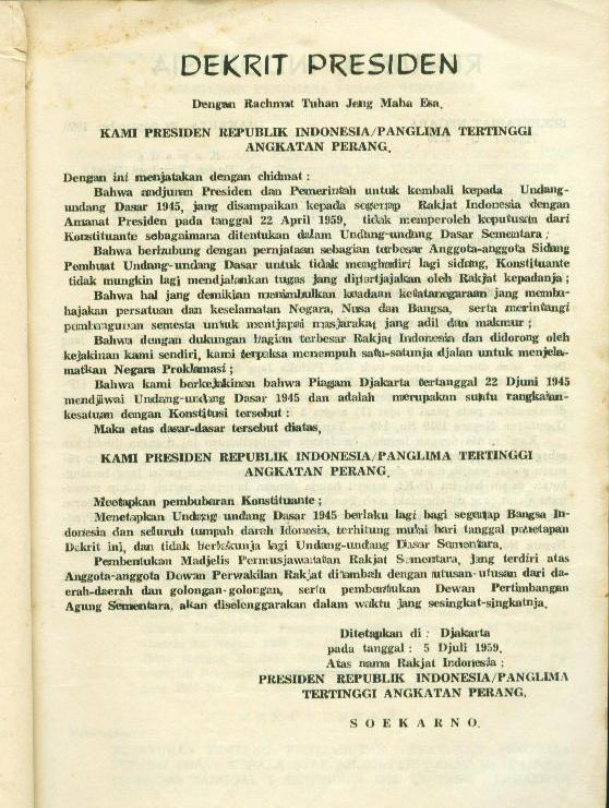 DEKRIT PRESIDEN
Dengan Rachmat Tuhan Jang Maha Esa,
KAMI PRESIDEN REPUBLIK INDONESIA/PANGLIMA TERTINGGI
ANGKATAN PERANG,
Dengan ini menjatakan dengan chidmat :
Bahwa andjuran Presiden dan Pemerintah untuk kembali kepada Undang-
undang Dasar 1945, jang disampaikan kepada segenap Rakjat Indonesia dengan
Amanat Presiden pada tanggal 22 April 1959, tidak memperoleh keputusan dari
Konstituante sebagaimana ditentukan dalam Undang-undang Dasar Sementara ;
Bahwa berhubung dengan pernjataan sebagian terbesar Anggota-anggota Sidang
Pembuat Undang-undang Dasar untuk tidak menghadiri lagi sidang, Konstituante
tidak mungkin lagi mendjalankan tugas jang dipertjajakan oleh Rakjat kepadanja ;
Bahwa hal jang demikian menimbulkan keadaan ketatanegaraan jang memba-
hajakan persatuan dan keselamatan Negara, Nusa dan Bangsa, serta merintangi
pembangunan semesta untuk mentjapai masjarakat jang adil dan makmur ;
Bahwa dengan dukungan bagian terbesar Rakjat Indonesia dan didorong oleh
kejakinan kami sendiri, kami terpaksa menempuh satu-satunja djalan untuk menjela-
matkan Negara Proklamasi ;
Bahwa kami berkejakinan bahwa Piagam Djakarta tertanggal 22 Djuni 1945
mendjiwai Undang-undang Dasar 1945 dan adalah merupakan suatu rangkaian-
kesatuan dengan Konstitusi tersebut :
Maka atas dasar-dasar tersebut diatas,
KAMI PRESIDEN REPUBLIK INDONESIA/PANGLIMA TERTINGGI
ANGKATAN PERANG,
Menetapkan pembubaran Konstituante ;
Menetapkan Undang-undang Dasar 1945 berlaku lagi bagi segenap Bangsa In-
donesia dan seluruh tumpah darah Idonesia, terhitung mulai hari tanggal penetapan
Dekrit ini, dan tidak berlakunja lagi Undang-undang Dasar Sementara.
Pembentukan Madjelis Permusjawaratan Rakjat Sementara, jang terdiri atas
Anggota-anggota Dewan Perwakilan Rakjat ditambah dengan utusan-utusan dari da-
erah-daerah dan golongan-golongan, serta pembentukan Dewan Pertimbangan
Agung Sementara, akan diselenggarakan dalam waktu jang sesingkat-singkatnja.
Ditetapkan di : Djakarta
pada tanggal : 5 Djuli 1959.
Atas nama Rakjat Indonesia ;
PRESIDEN REPUBLIK INDONESIA/PANGLIMA
TERTINGGI ANGKATAN PERANG.
S O E K A R N O.